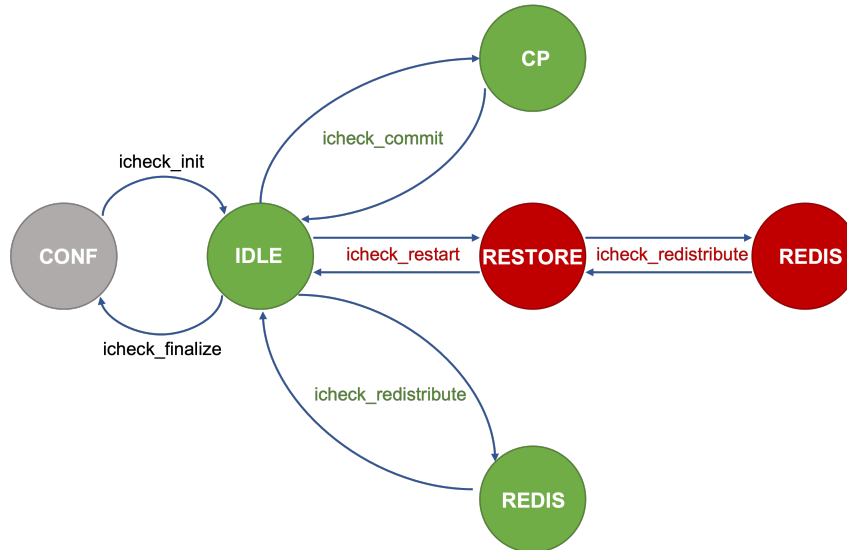 CP
icheck_commit
icheck_init
CONF
IDLE
icheck_restart
RESTORE
icheck_redistribute
REDIS
icheck_finalize
icheck_redistribute
REDIS